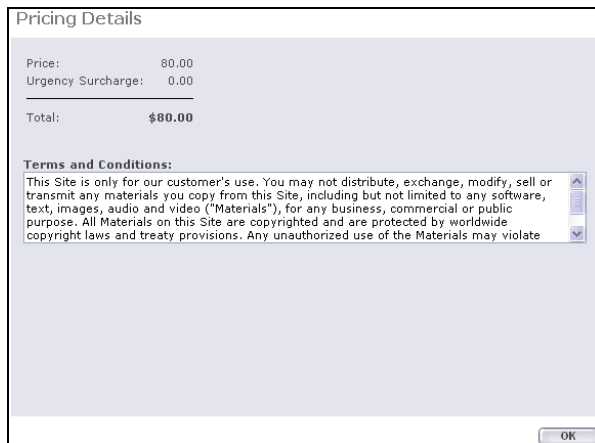 Pricing Details
Price: 80.00
Urgency Surcharge: 0.00
Total: $80.00
Terms and Conditions:
This Site is only for our customer's use. You may not distribute, exchange, modify, sell or
transmit any materials you copy from this Site, including but not limited to any software,
text, images, audio and video ("Materials"), for any business, commercial or public
purpose. All Materials on this Site are copyrighted and are protected by worldwide
copyright laws and treaty provisions. Any unauthorized use of the Materials may violate
OK